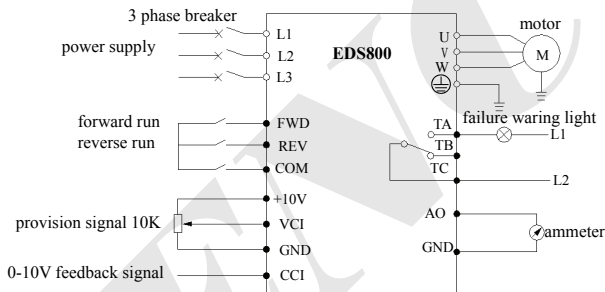 3 phase breaker
power supply
L1
L2
L3
EDS800
U
V
W
motor
M
forward run
reverse run
FWD
REV
COM
TA
TB
TC
failure waring light
L1
L2
+10V
provision signal 10K
VCI
GND
AO
GND
ammeter
0-10V feedback signal
CCI